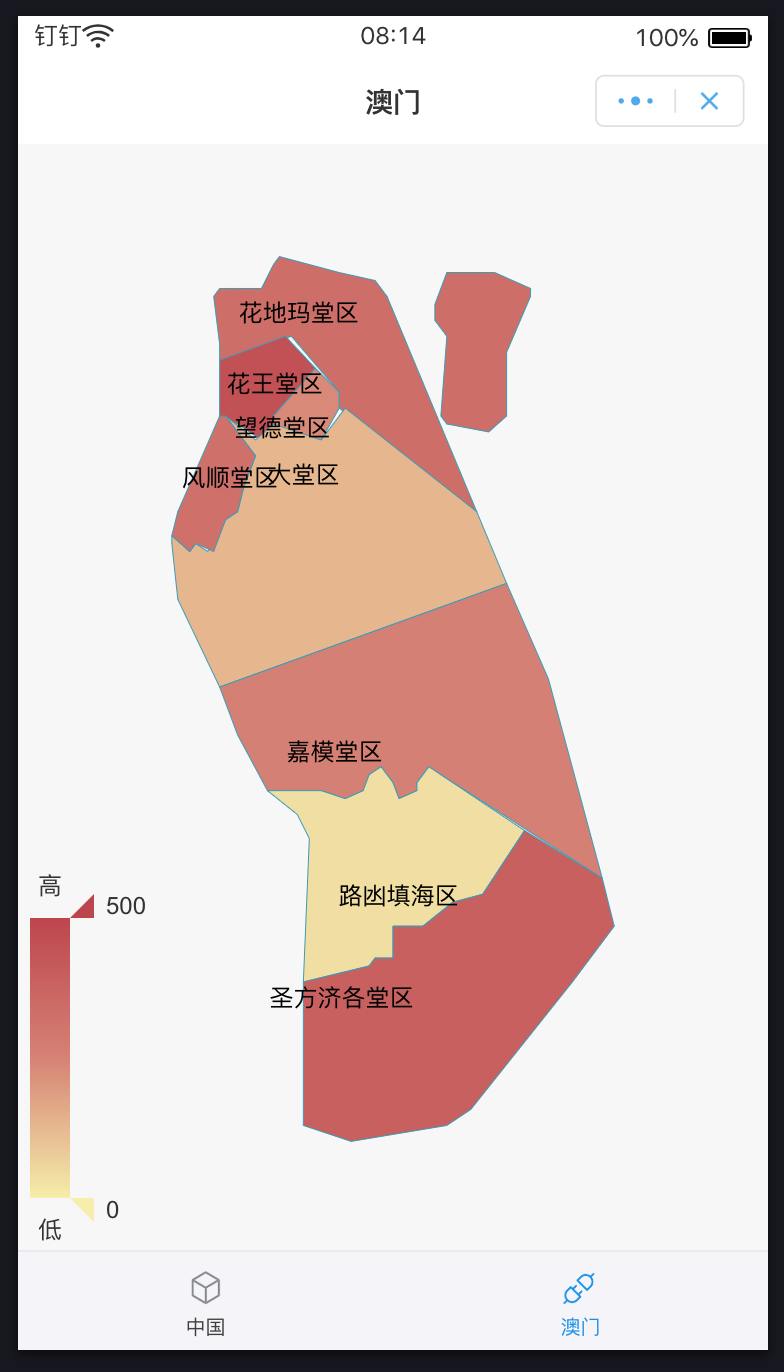 钉钉 08:14 100%
澳门
花地玛堂区
花王堂区
望德堂区
风顺堂区
大堂区
嘉模堂区
路凼填海区
圣方济各堂区
高
500
0
低
中国
澳门